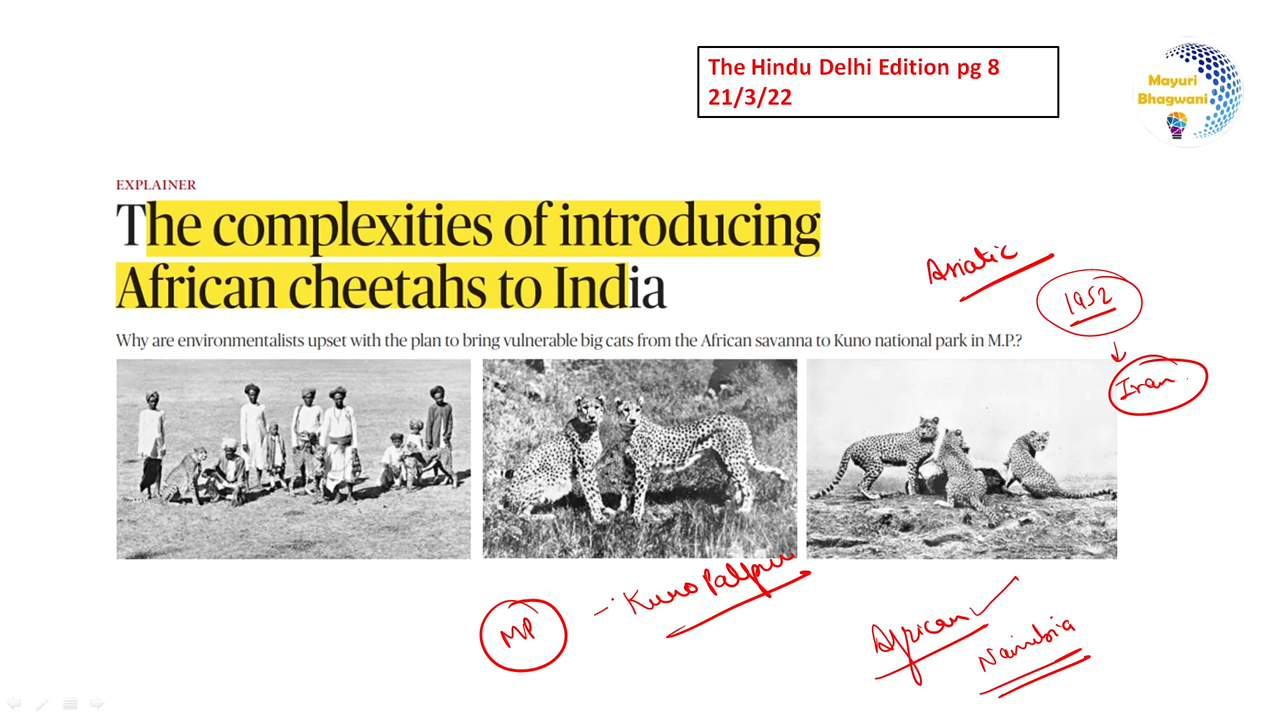 The Hindu Delhi Edition pg 8
21/3/22
Mayuri
Bhagwani
EXPLAINER
The complexities of introducing
African cheetahs to India
Why are environmentalists upset with the plan to bring vulnerable big cats from the African savanna to Kuno national park in M.P.?
Asiatic
1952
Iran
MP
Kuno Palpur
African
Namibia